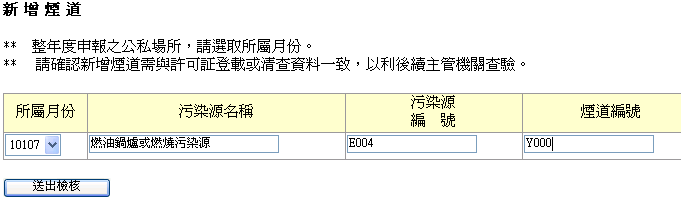 新 增 煙 道
**　整年度申報之公私場所，請選取所屬月份。
**　請確認新增煙道需與許可証登載或清查資料一致，以利後續主管機關查驗。
所屬月份　污染源名稱　污染源　煙道編號
編　號
10107　燃油鍋爐或燃燒污染源　E004　Y000
送出檢核